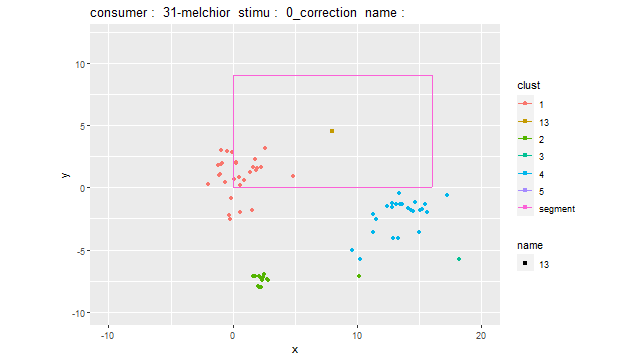 consumer :  31-melchior  stimu :  0_correction  name :
10
5
0
-5
-10
y
-10
0
10
20
x
clust
1
13
2
3
4
5
segment
name
13